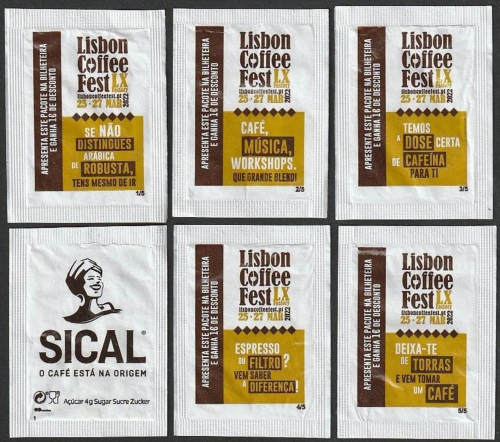 APRESENTA ESTE PACOTE NA BILHETEIRA
E GANHA 1€ DE DESCONTO
Lisbon
Coffee
Fest LX
FACTORY
lisboncoffeefest.pt
25 - 27 MAR 2022
SE NÃO
DISTINGUES
ARÁBICA
DE ROBUSTA,
TENS MESMO DE IR
1/5
APRESENTA ESTE PACOTE NA BILHETEIRA
E GANHA 1€ DE DESCONTO
Lisbon
Coffee
Fest LX
FACTORY
lisboncoffeefest.pt
25 - 27 MAR 2022
CAFÉ,
MÚSICA,
WORKSHOPS.
QUE GRANDE BLEND!
2/5
APRESENTA ESTE PACOTE NA BILHETEIRA
E GANHA 1€ DE DESCONTO
Lisbon
Coffee
Fest LX
FACTORY
lisboncoffeefest.pt
25 - 27 MAR 2022
TEMOS
A DOSE CERTA
DE CAFEÍNA
PARA TI
3/5
SICAL®
O CAFÉ ESTÁ NA ORIGEM
Açúcar 4g Sugar Sucre Zucker
1
APRESENTA ESTE PACOTE NA BILHETEIRA
E GANHA 1€ DE DESCONTO
Lisbon
Coffee
Fest LX
FACTORY
lisboncoffeefest.pt
25 - 27 MAR 2022
ESPRESSO
OU FILTRO?
VEM SABER
A DIFERENÇA!
4/5
APRESENTA ESTE PACOTE NA BILHETEIRA
E GANHA 1€ DE DESCONTO
Lisbon
Coffee
Fest LX
FACTORY
lisboncoffeefest.pt
25 - 27 MAR 2022
DEIXA-TE
DE TORRAS
E VEM TOMAR
UM CAFÉ
5/5